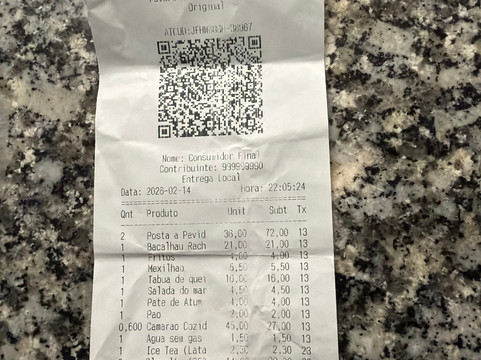 Original
Nome: Consumidor Final
Contribuinte: 999999990
Entrega Local
Data: 2026-02-14 Hora: 22:05:24
Qnt Produto Unit Subt Tx
2 Posta a Pevid 36,00 72,00 13
1 Bacalhau Rach 21,00 21,00 13
1 Fritos 4,00 4,00 13
1 Mexilhao 5,50 5,50 13
1 Tabua de quei 16,00 16,00 13
1 Salada do mar 4,50 4,50 13
1 Pate de Atum 4,00 4,00 13
1 Pao 2,00 2,00 13
0,600 Camarao Cozid 45,00 27,00 13
1 Agua sem gas 1,50 1,50 13
1 Ice Tea (Lata 2,30 2,30 23